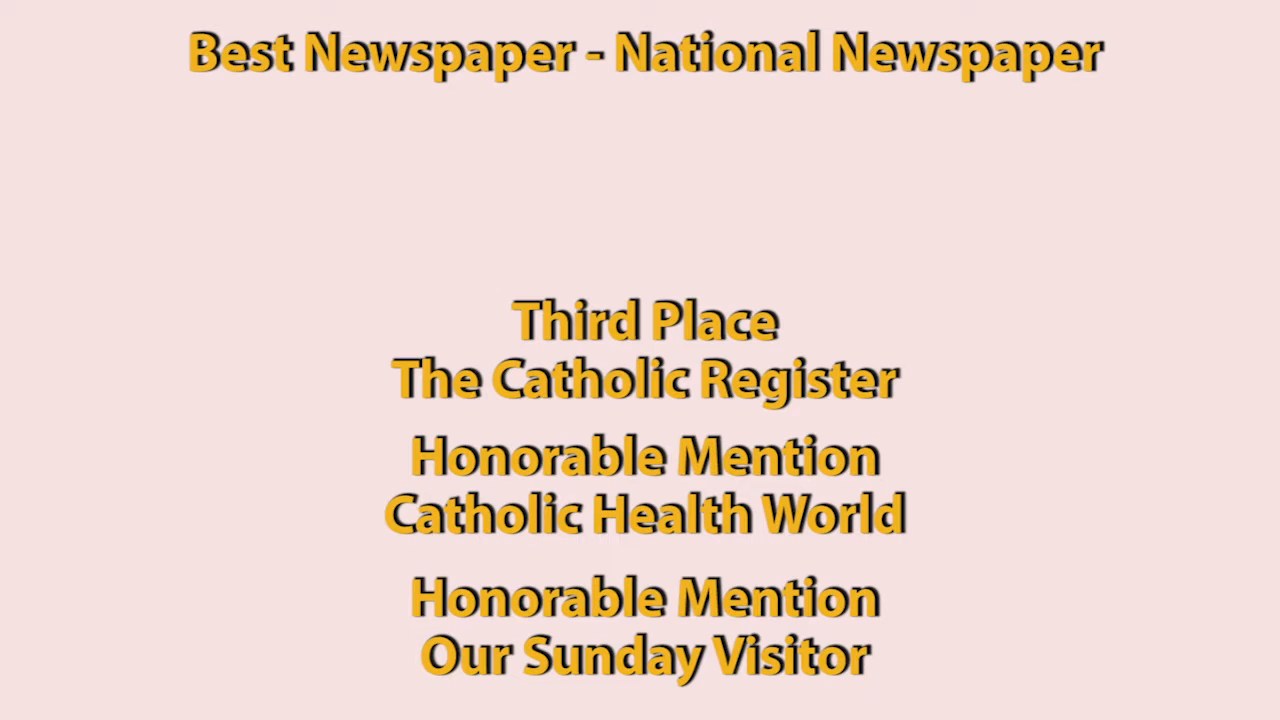 Best Newspaper - National Newspaper
Third Place
The Catholic Register
Honorable Mention
Catholic Health World
Honorable Mention
Our Sunday Visitor